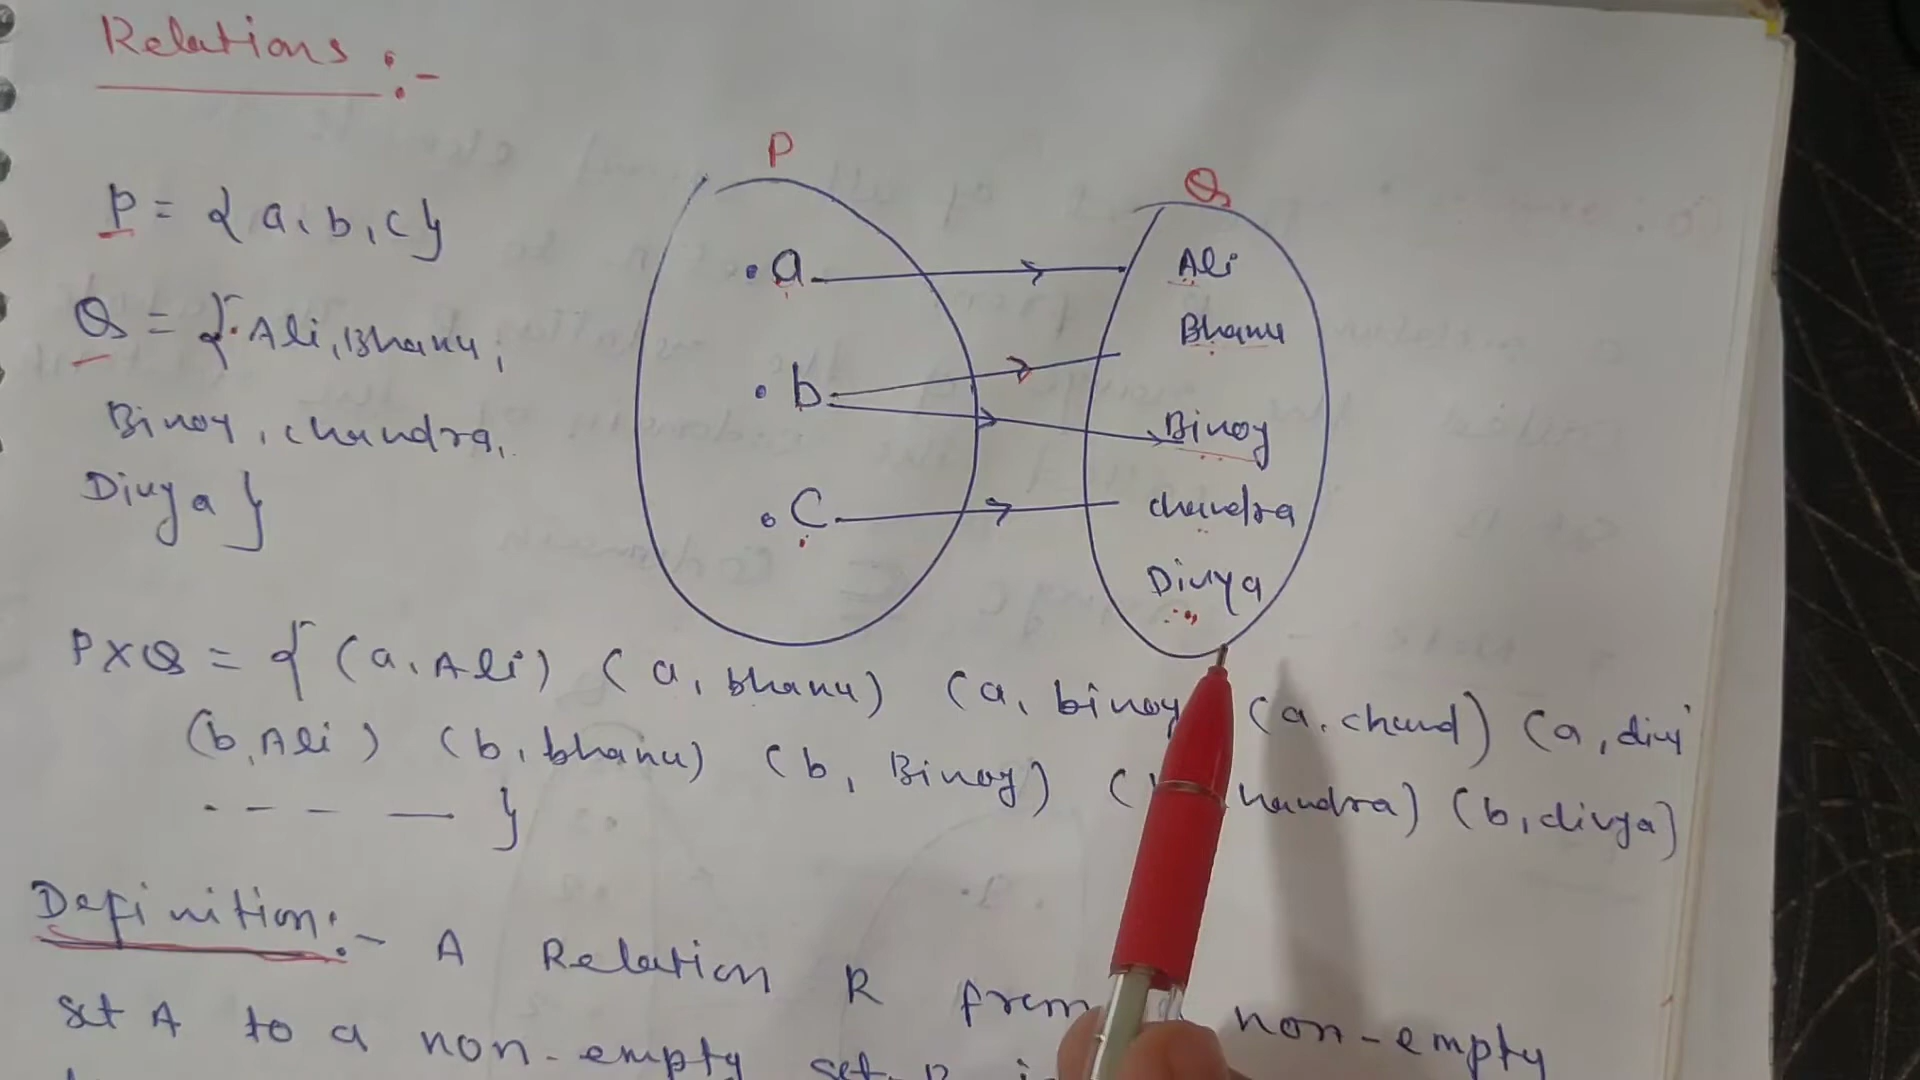 Relations :-
P
Q
P = { a, b, c }
Q = { Ali, Bhanu,
Binoy, chandra,
Divya }
. a
Ali
Bhanu
. b
Binoy
. c
chandra
Divya
P X Q = { (a, Ali) (a, bhanu) (a, binoy (a, chand) (a, divy
(b, Ali) (b, bhanu) (b, Binoy) ( handra) (b, divya)
- - - — }
Definition :- A Relation R from non-empty
set A to a non-empty set